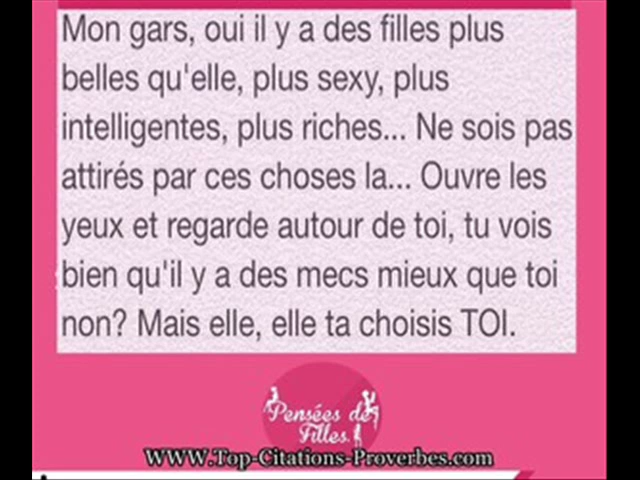 Mon gars, oui il y a des filles plus
belles qu'elle, plus sexy, plus
intelligentes, plus riches... Ne sois pas
attirés par ces choses la... Ouvre les
yeux et regarde autour de toi, tu vois
bien qu'il y a des mecs mieux que toi
non? Mais elle, elle ta choisis TOI.
Pensées de
Filles
WWW.Top-Citations-Proverbes.com